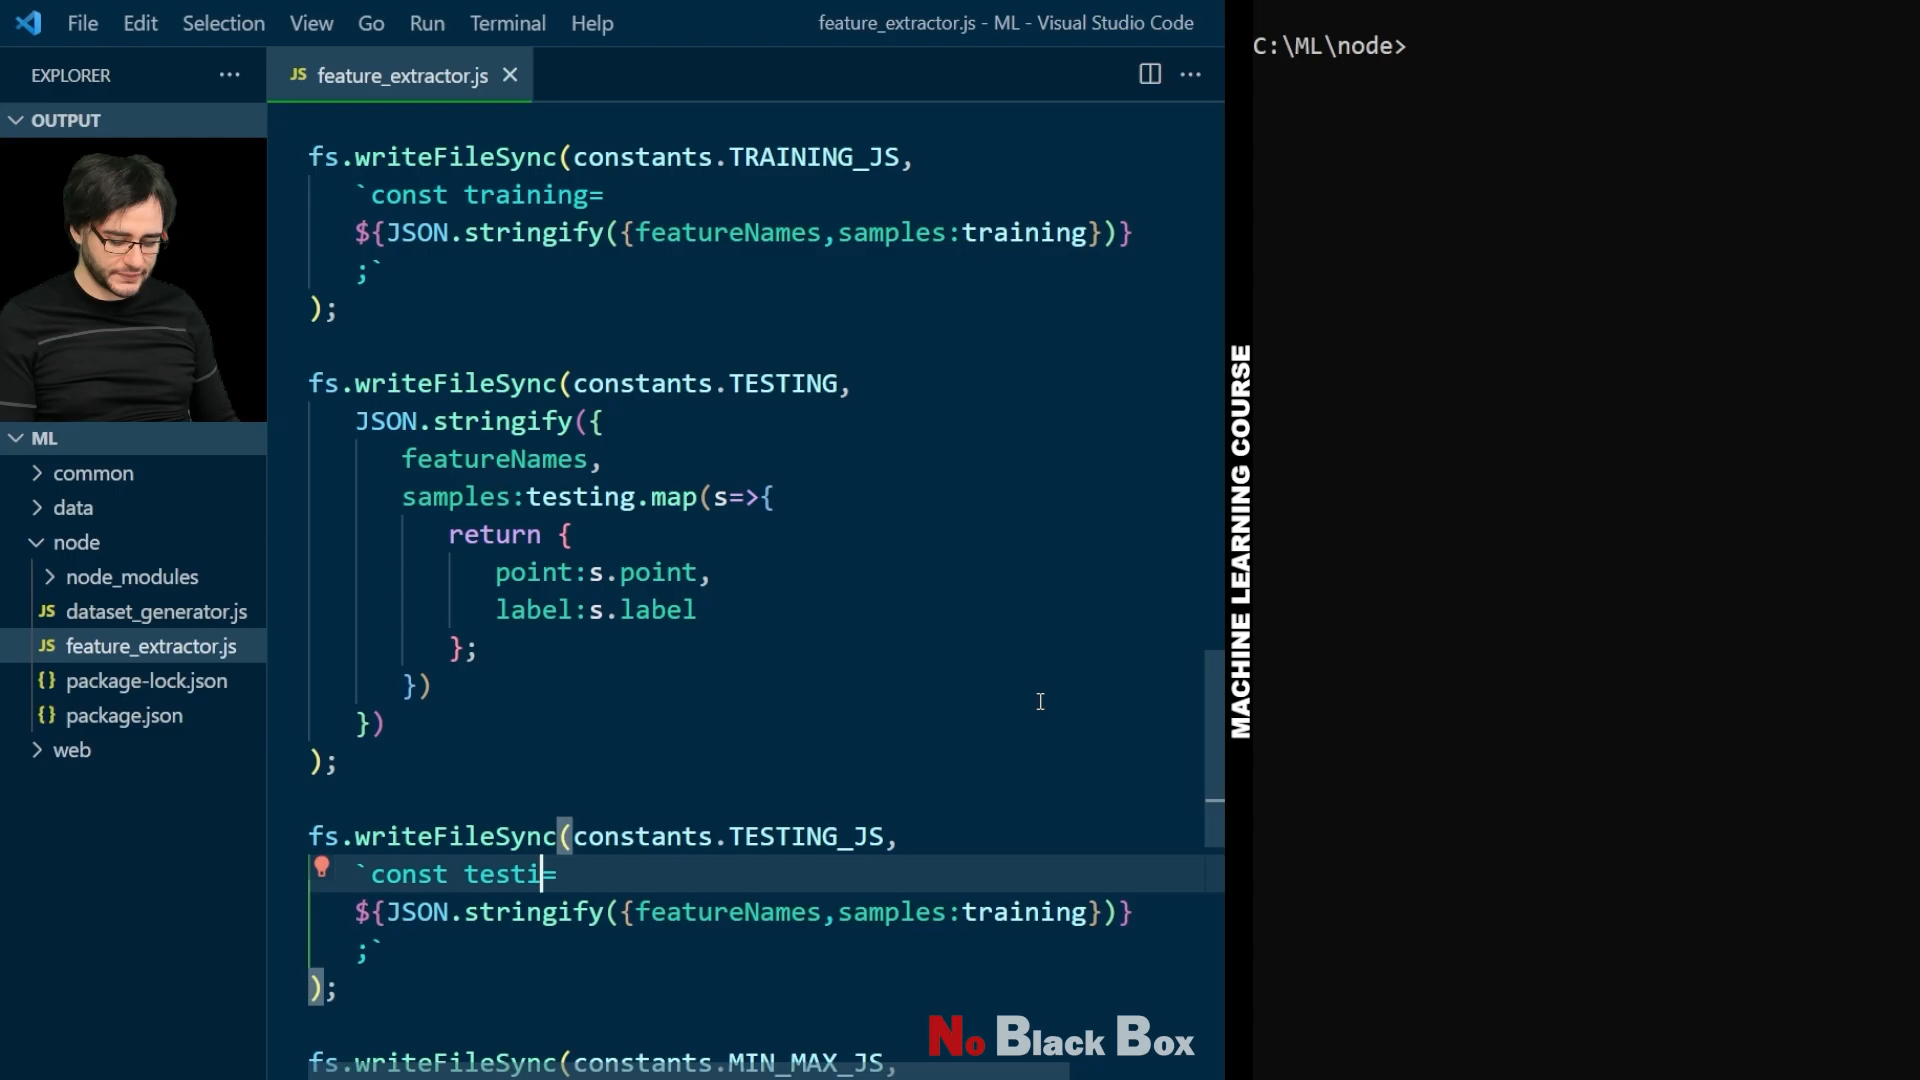 File Edit Selection View Go Run Terminal Help
feature_extractor.js - ML - Visual Studio Code
EXPLORER ···
OUTPUT
ML
common
data
node
node_modules
JS dataset_generator.js
JS feature_extractor.js
{} package-lock.json
{} package.json
web
JS feature_extractor.js ×
fs.writeFileSync(constants.TRAINING_JS,
`const training=
${JSON.stringify({featureNames,samples:training})}
;`
);
fs.writeFileSync(constants.TESTING,
JSON.stringify({
featureNames,
samples:testing.map(s=>{
return {
point:s.point,
label:s.label
};
})
})
);
fs.writeFileSync(constants.TESTING_JS,
`const testi=
${JSON.stringify({featureNames,samples:training})}
;`
);
fs.writeFileSync(constants.MIN_MAX_JS,
No Black Box
MACHINE LEARNING COURSE
C:\ML\node>